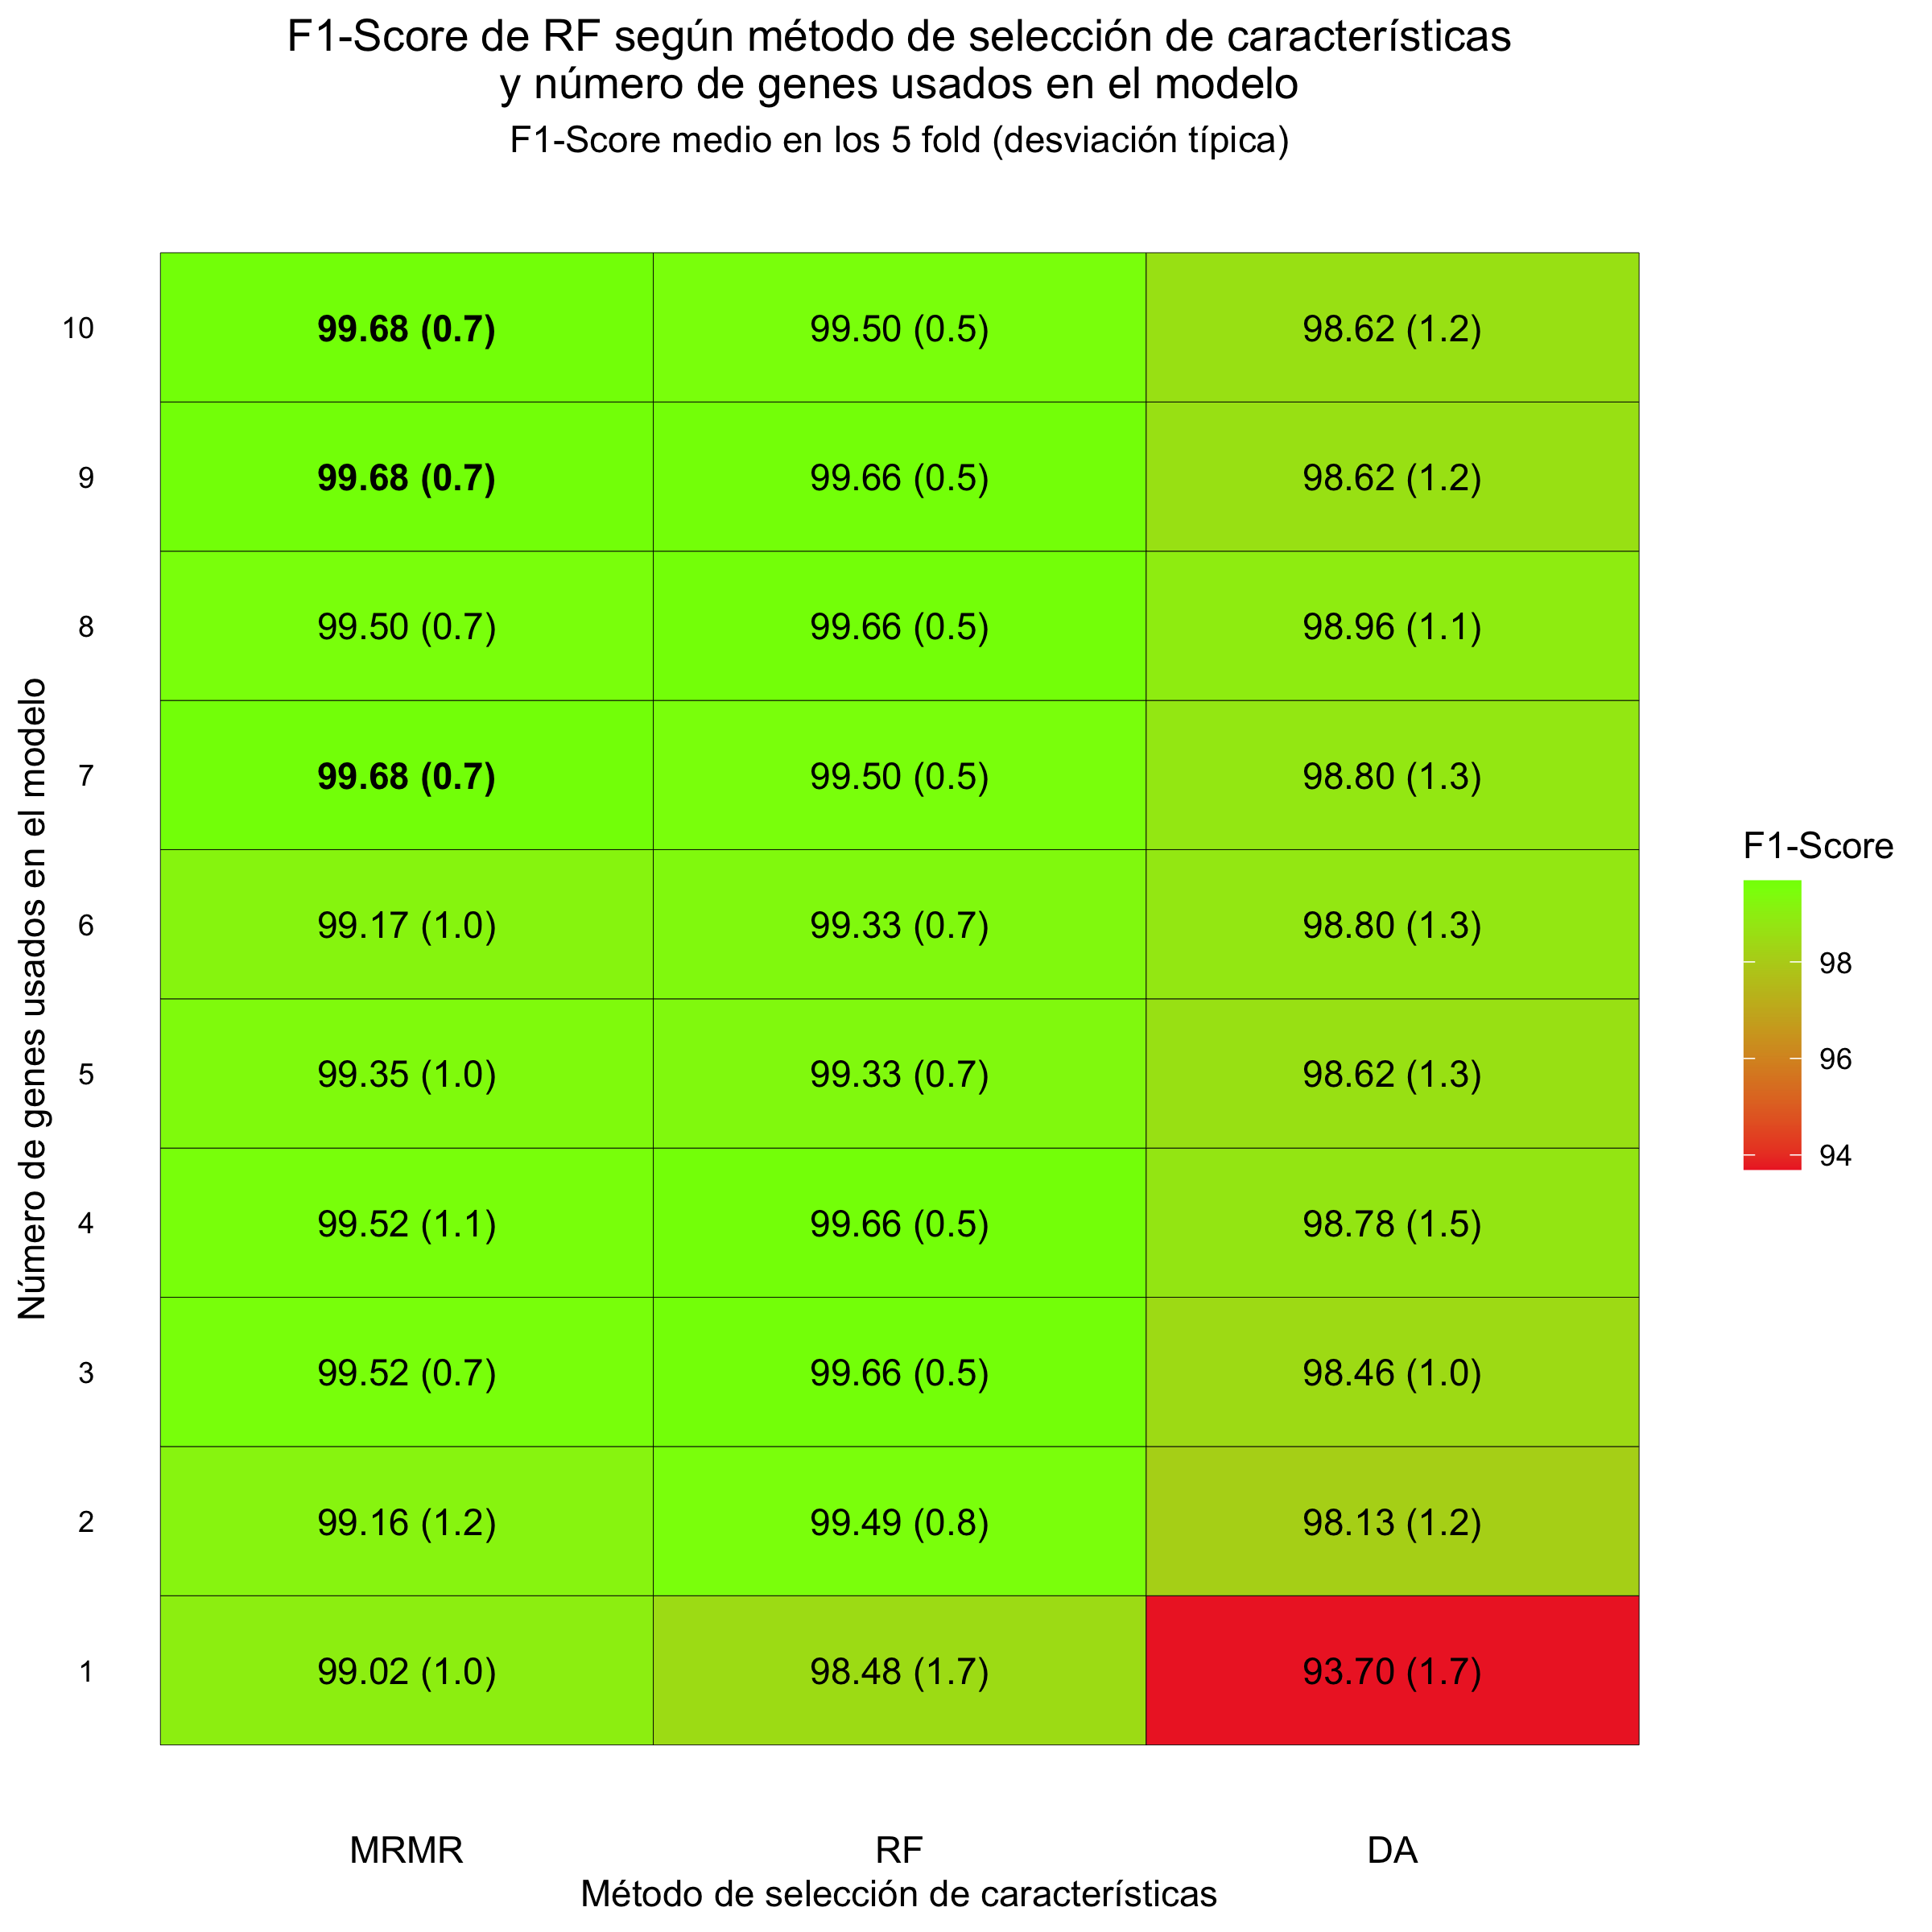 F1-Score de RF según método de selección de características
y número de genes usados en el modelo
F1-Score medio en los 5 fold (desviación típica)
Número de genes usados en el modelo
10 99.68 (0.7) 99.50 (0.5) 98.62 (1.2)
9 99.68 (0.7) 99.66 (0.5) 98.62 (1.2)
8 99.50 (0.7) 99.66 (0.5) 98.96 (1.1)
7 99.68 (0.7) 99.50 (0.5) 98.80 (1.3)
6 99.17 (1.0) 99.33 (0.7) 98.80 (1.3)
5 99.35 (1.0) 99.33 (0.7) 98.62 (1.3)
4 99.52 (1.1) 99.66 (0.5) 98.78 (1.5)
3 99.52 (0.7) 99.66 (0.5) 98.46 (1.0)
2 99.16 (1.2) 99.49 (0.8) 98.13 (1.2)
1 99.02 (1.0) 98.48 (1.7) 93.70 (1.7)
MRMR RF DA
Método de selección de características
F1-Score
98
96
94